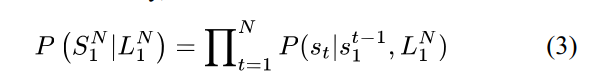 P (S_1^N | L_1^N) = ∏_{t=1}^N P(s_t | s_1^{t−1}, L_1^N) (3)